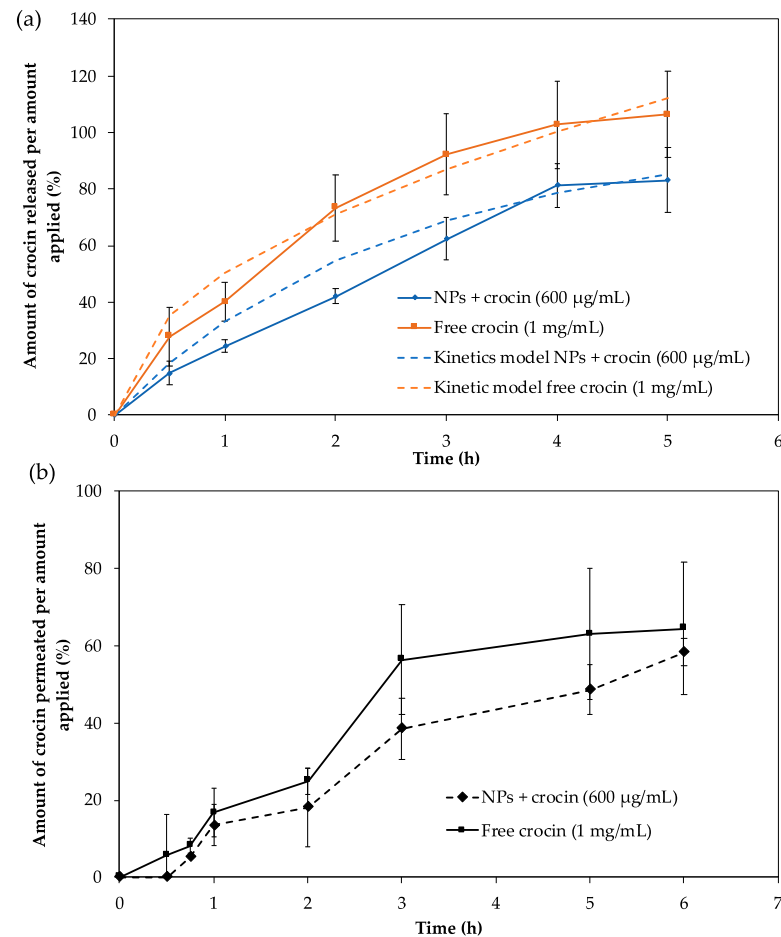 (a)
Amount of crocin released per amount
applied (%)
140
120
100
80
60
40
20
0
NPs + crocin (600 µg/mL)
Free crocin (1 mg/mL)
Kinetics model NPs + crocin (600 µg/mL)
Kinetic model free crocin (1 mg/mL)
0 1 2 3 4 5 6
Time (h)
(b)
Amount of crocin permeated per amount
applied (%)
100
80
60
40
20
0
NPs + crocin (600 µg/mL)
Free crocin (1 mg/mL)
0 1 2 3 4 5 6 7
Time (h)